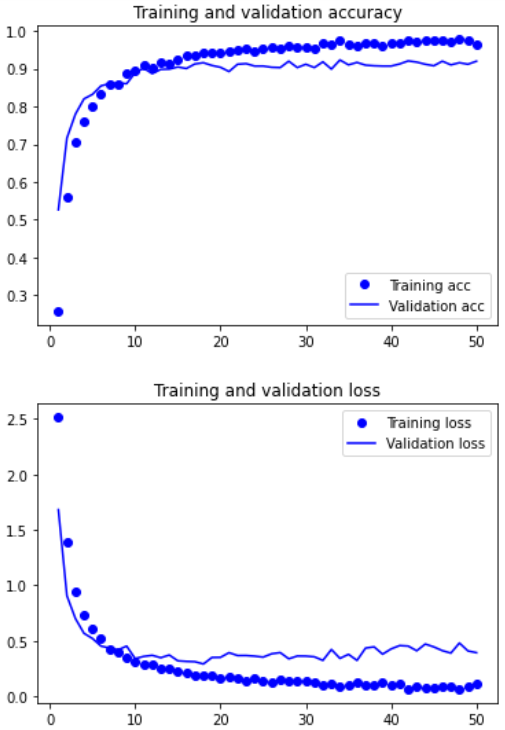 Training and validation accuracy
1.0
0.9
0.8
0.7
0.6
0.5
0.4
0.3
Training acc
Validation acc
0 10 20 30 40 50
Training and validation loss
2.5
2.0
1.5
1.0
0.5
0.0
Training loss
Validation loss
0 10 20 30 40 50